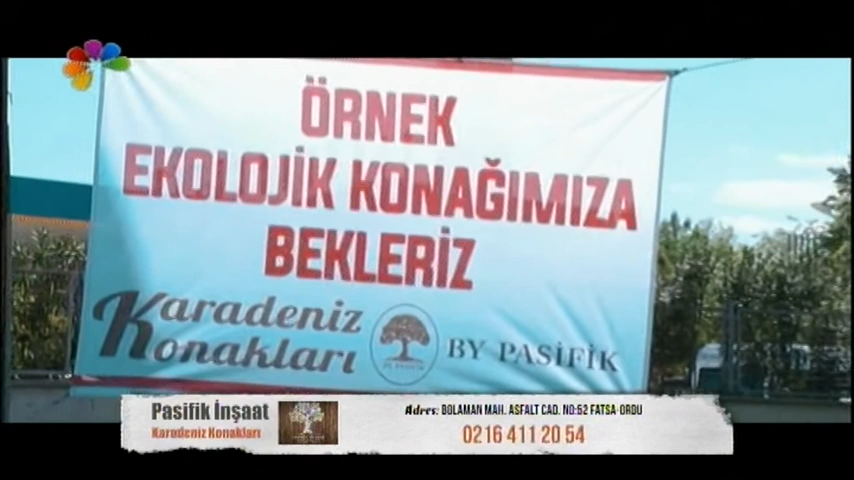 ÖRNEK
EKOLOJİK KONAĞIMIZA
BEKLERİZ
Karadeniz
Konakları
BY PASİFİK
Pasifik İnşaat
Karadeniz Konakları
Adres: BOLAMAN MAH. ASFALT CAD. NO:52 FATSA-ORDU
0216 411 20 54